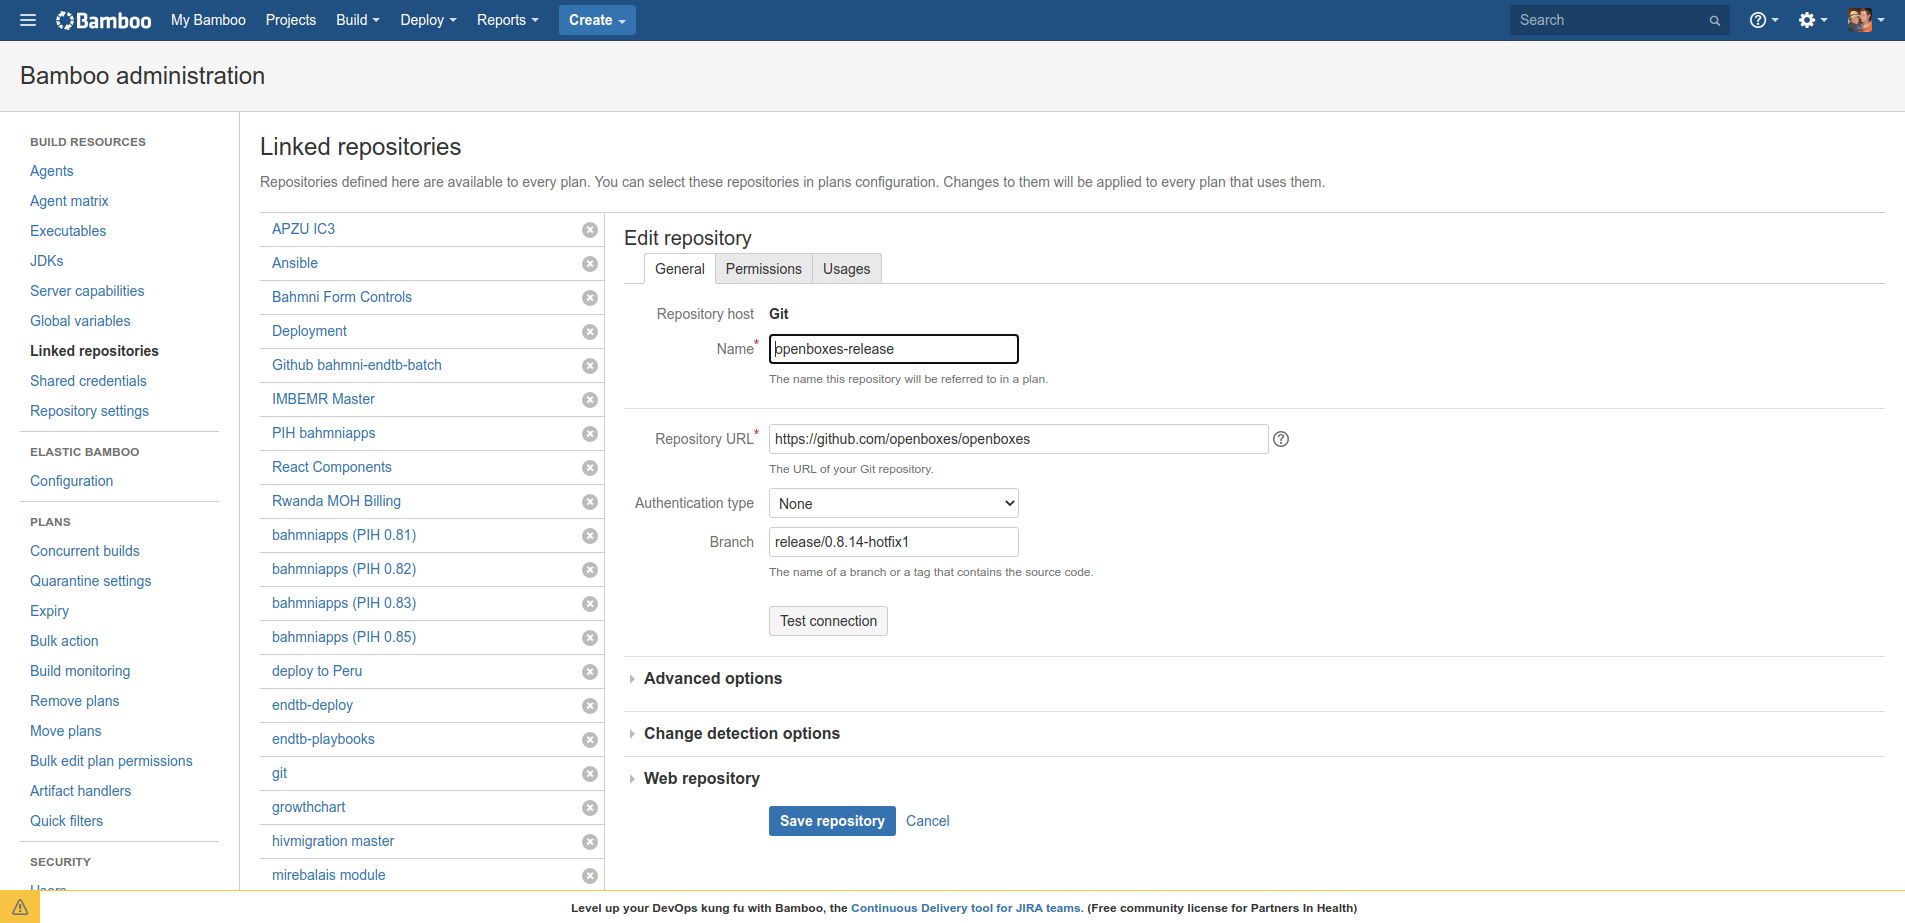 Bamboo My Bamboo Projects Build Deploy Reports Create Search
Bamboo administration
BUILD RESOURCES
Agents
Agent matrix
Executables
JDKs
Server capabilities
Global variables
Linked repositories
Shared credentials
Repository settings
ELASTIC BAMBOO
Configuration
PLANS
Concurrent builds
Quarantine settings
Expiry
Bulk action
Build monitoring
Remove plans
Move plans
Bulk edit plan permissions
Artifact handlers
Quick filters
SECURITY
Users
Linked repositories
Repositories defined here are available to every plan. You can select these repositories in plans configuration. Changes to them will be applied to every plan that uses them.
APZU IC3
Ansible
Bahmni Form Controls
Deployment
Github bahmni-endtb-batch
IMBEMR Master
PIH bahmniapps
React Components
Rwanda MOH Billing
bahmniapps (PIH 0.81)
bahmniapps (PIH 0.82)
bahmniapps (PIH 0.83)
bahmniapps (PIH 0.85)
deploy to Peru
endtb-deploy
endtb-playbooks
git
growthchart
hivmigration master
mirebalais module
Edit repository
General Permissions Usages
Repository host Git
Name* openboxes-release
The name this repository will be referred to in a plan.
Repository URL* https://github.com/openboxes/openboxes
The URL of your Git repository.
Authentication type None
Branch release/0.8.14-hotfix1
The name of a branch or a tag that contains the source code.
Test connection
Advanced options
Change detection options
Web repository
Save repository Cancel
Level up your DevOps kung fu with Bamboo, the Continuous Delivery tool for JIRA teams. (Free community license for Partners In Health)